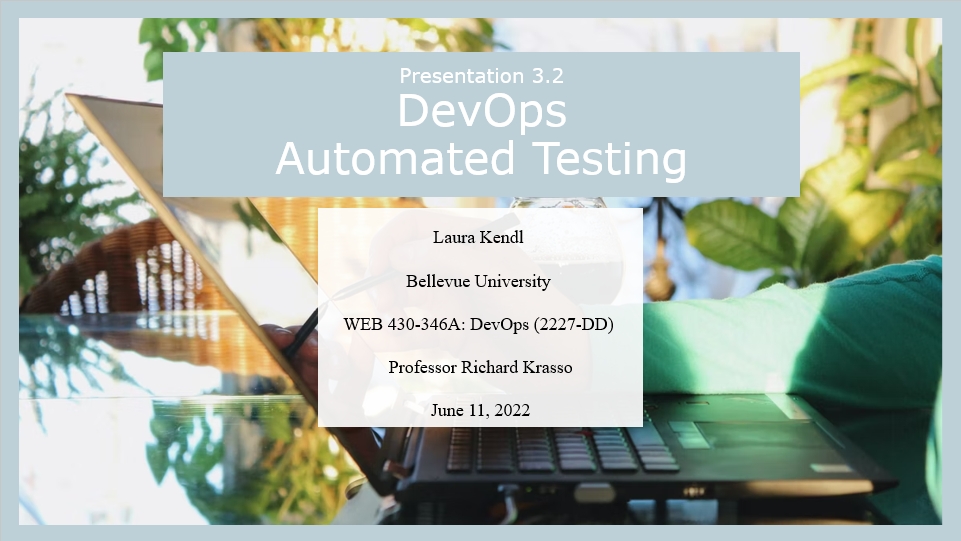 Presentation 3.2
DevOps
Automated Testing
Laura Kendl
Bellevue University
WEB 430-346A: DevOps (2227-DD)
Professor Richard Krasso
June 11, 2022